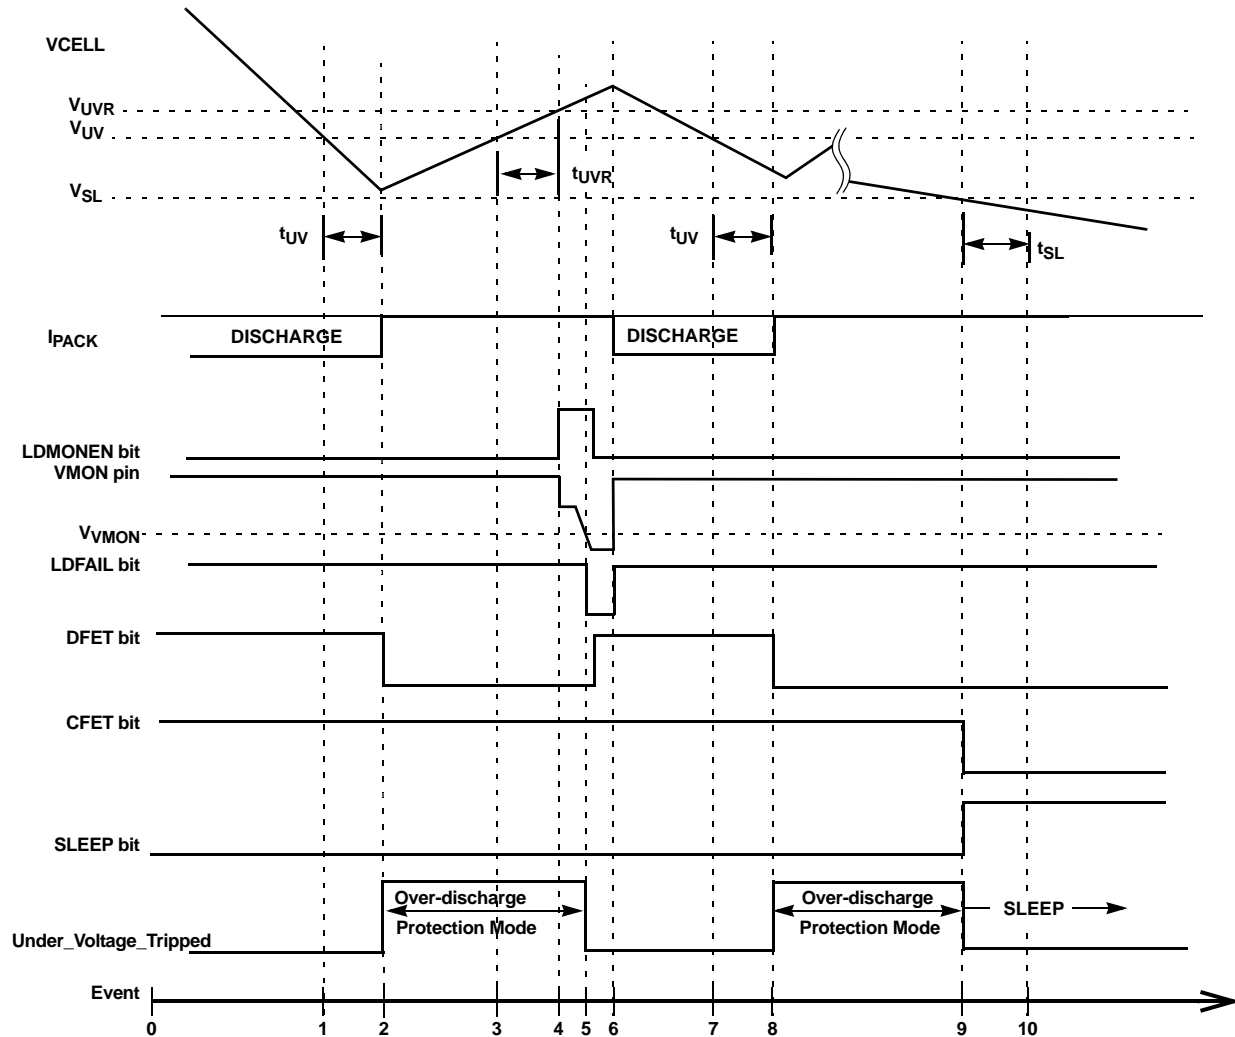 VCELL
VUVR
VUV
VSL
tUVR
tUV
tUV
tSL
IPACK
DISCHARGE
DISCHARGE
LDMONEN bit
VMON pin
VVMON
LDFAIL bit
DFET bit
CFET bit
SLEEP bit
Over-discharge
Protection Mode
Over-discharge
Protection Mode
SLEEP
Under_Voltage_Tripped
Event
0 1 2 3 4 5 6 7 8 9 10